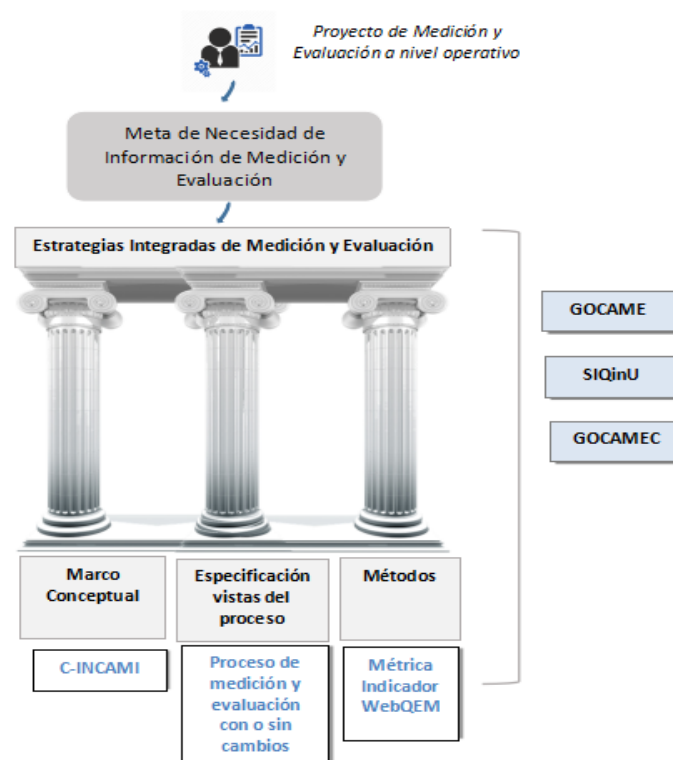 Proyecto de Medición y
Evaluación a nivel operativo
Meta de Necesidad de
Información de Medición y
Evaluación
Estrategias Integradas de Medición y Evaluación
GOCAME
SIQinU
GOCAMEC
Marco
Conceptual
Especificación
vistas del
proceso
Métodos
C-INCAMI
Proceso de
medición y
evaluación
con o sin
cambios
Métrica
Indicador
WebQEM